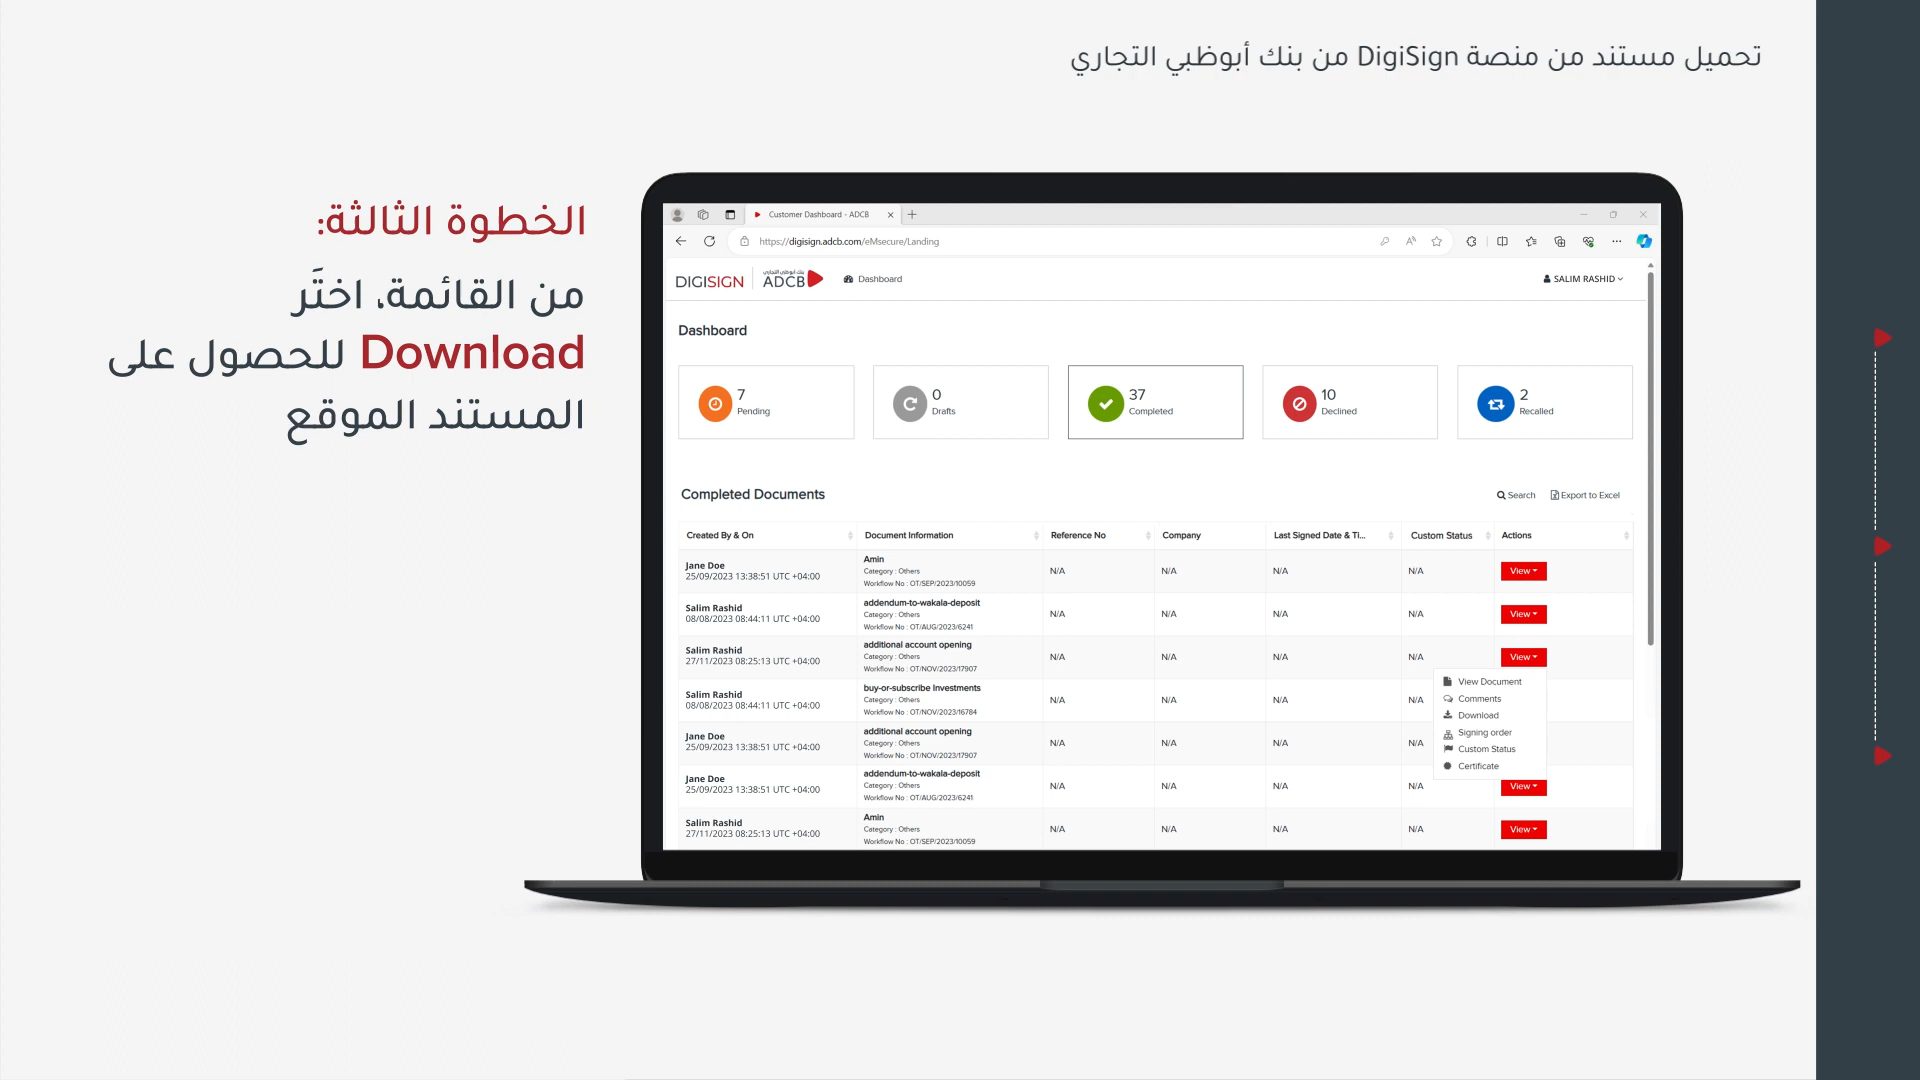 تحميل مستند من منصة DigiSign من بنك أبوظبي التجاري
الخطوة الثالثة:
من القائمة، اختَر
Download للحصول على
المستند الموقع
Customer Dashboard - ADCB
https://digisign.adcb.com/eMsecure/Landing
DIGISIGN
بنك أبوظبي التجاري
ADCB
Dashboard
SALIM RASHID
Dashboard
7
Pending
0
Drafts
37
Completed
10
Declined
2
Recalled
Completed Documents
Search
Export to Excel
Created By & On Document Information Reference No Company Last Signed Date & Ti... Custom Status Actions
Jane Doe
25/09/2023 13:38:51 UTC +04:00
Amin
Category : Others
Workflow No : OT/SEP/2023/10059
N/A N/A N/A N/A View
Salim Rashid
08/08/2023 08:44:11 UTC +04:00
addendum-to-wakala-deposit
Category : Others
Workflow No : OT/AUG/2023/6241
N/A N/A N/A N/A View
Salim Rashid
27/11/2023 08:25:13 UTC +04:00
additional account opening
Category : Others
Workflow No : OT/NOV/2023/17907
N/A N/A N/A N/A View
View Document
Comments
Download
Signing order
Custom Status
Certificate
Salim Rashid
08/08/2023 08:44:11 UTC +04:00
buy-or-subscribe Investments
Category : Others
Workflow No : OT/NOV/2023/16784
N/A N/A N/A N/A
Jane Doe
25/09/2023 13:38:51 UTC +04:00
additional account opening
Category : Others
Workflow No : OT/NOV/2023/17907
N/A N/A N/A N/A
Jane Doe
25/09/2023 13:38:51 UTC +04:00
addendum-to-wakala-deposit
Category : Others
Workflow No : OT/AUG/2023/6241
N/A N/A N/A N/A View
Salim Rashid
27/11/2023 08:25:13 UTC +04:00
Amin
Category : Others
Workflow No : OT/SEP/2023/10059
N/A N/A N/A N/A View